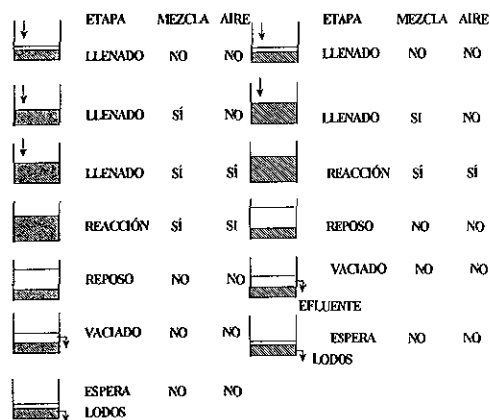 ETAPA MEZCLA AIRE
LLENADO NO NO
LLENADO SÍ NO
LLENADO SÍ SÍ
REACCIÓN SÍ SI
REPOSO NO NO
VACIADO NO NO
ESPERA NO NO
LODOS
ETAPA MEZCLA AIRE
LLENADO NO NO
LLENADO SI NO
REACCIÓN SÍ SÍ
REPOSO NO NO
VACIADO NO NO
EFLUENTE
ESPERA NO NO
LODOS